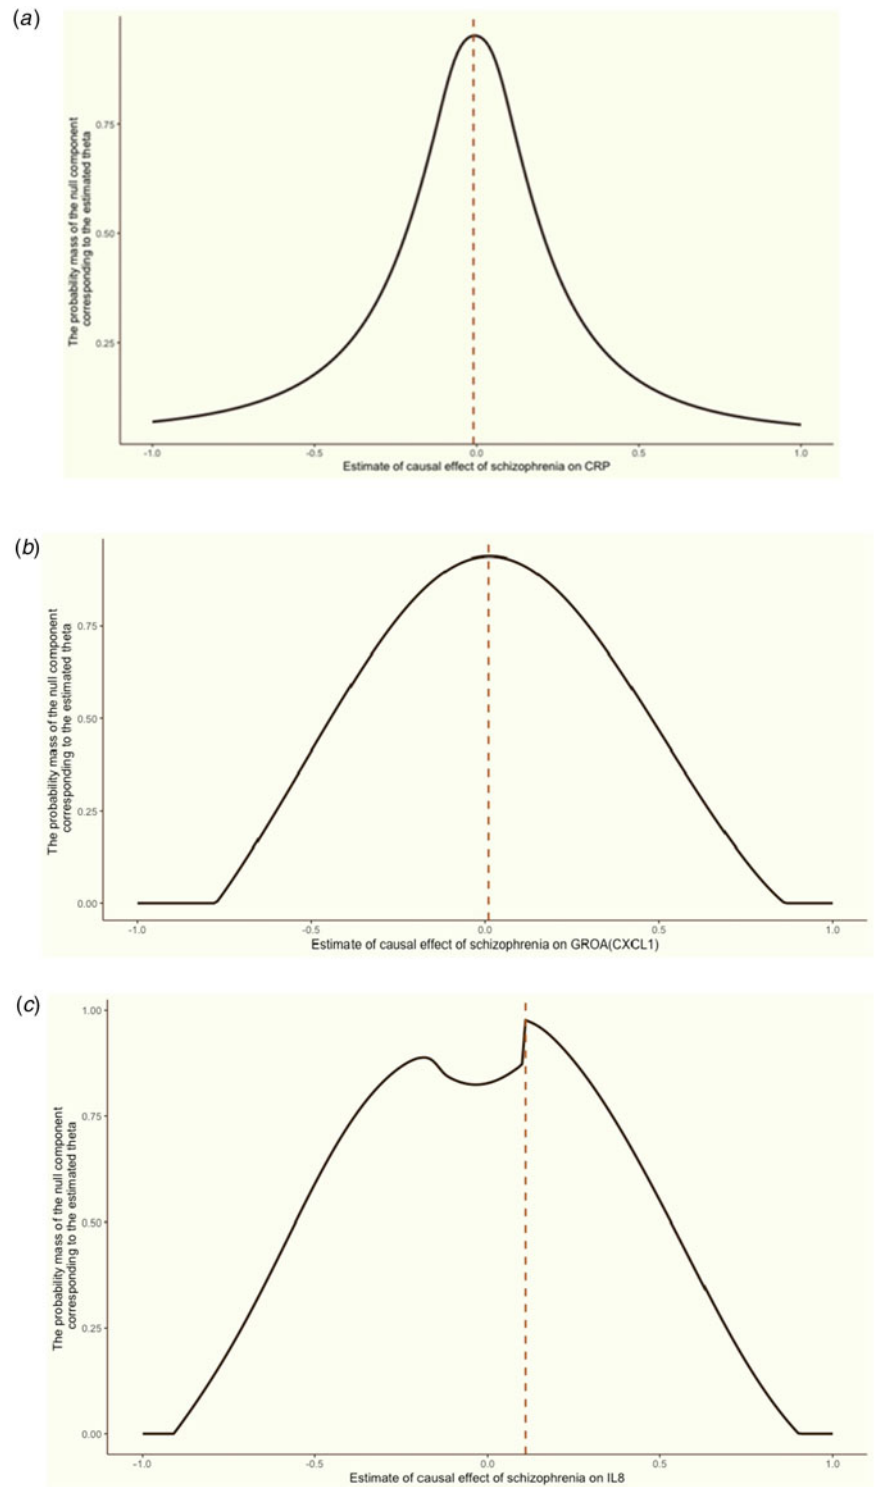 (a)
The probability mass of the null component
corresponding to the estimated theta
0.75
0.50
0.25
-1.0 -0.5 0.0 0.5 1.0
Estimate of causal effect of schizophrenia on CRP
(b)
The probability mass of the null component
corresponding to the estimated theta
0.75
0.50
0.25
0.00
-1.0 -0.5 0.0 0.5 1.0
Estimate of causal effect of schizophrenia on GROA(CXCL1)
(c)
The probability mass of the null component
corresponding to the estimated theta
1.00
0.75
0.50
0.25
0.00
-1.0 -0.5 0.0 0.5 1.0
Estimate of causal effect of schizophrenia on IL8